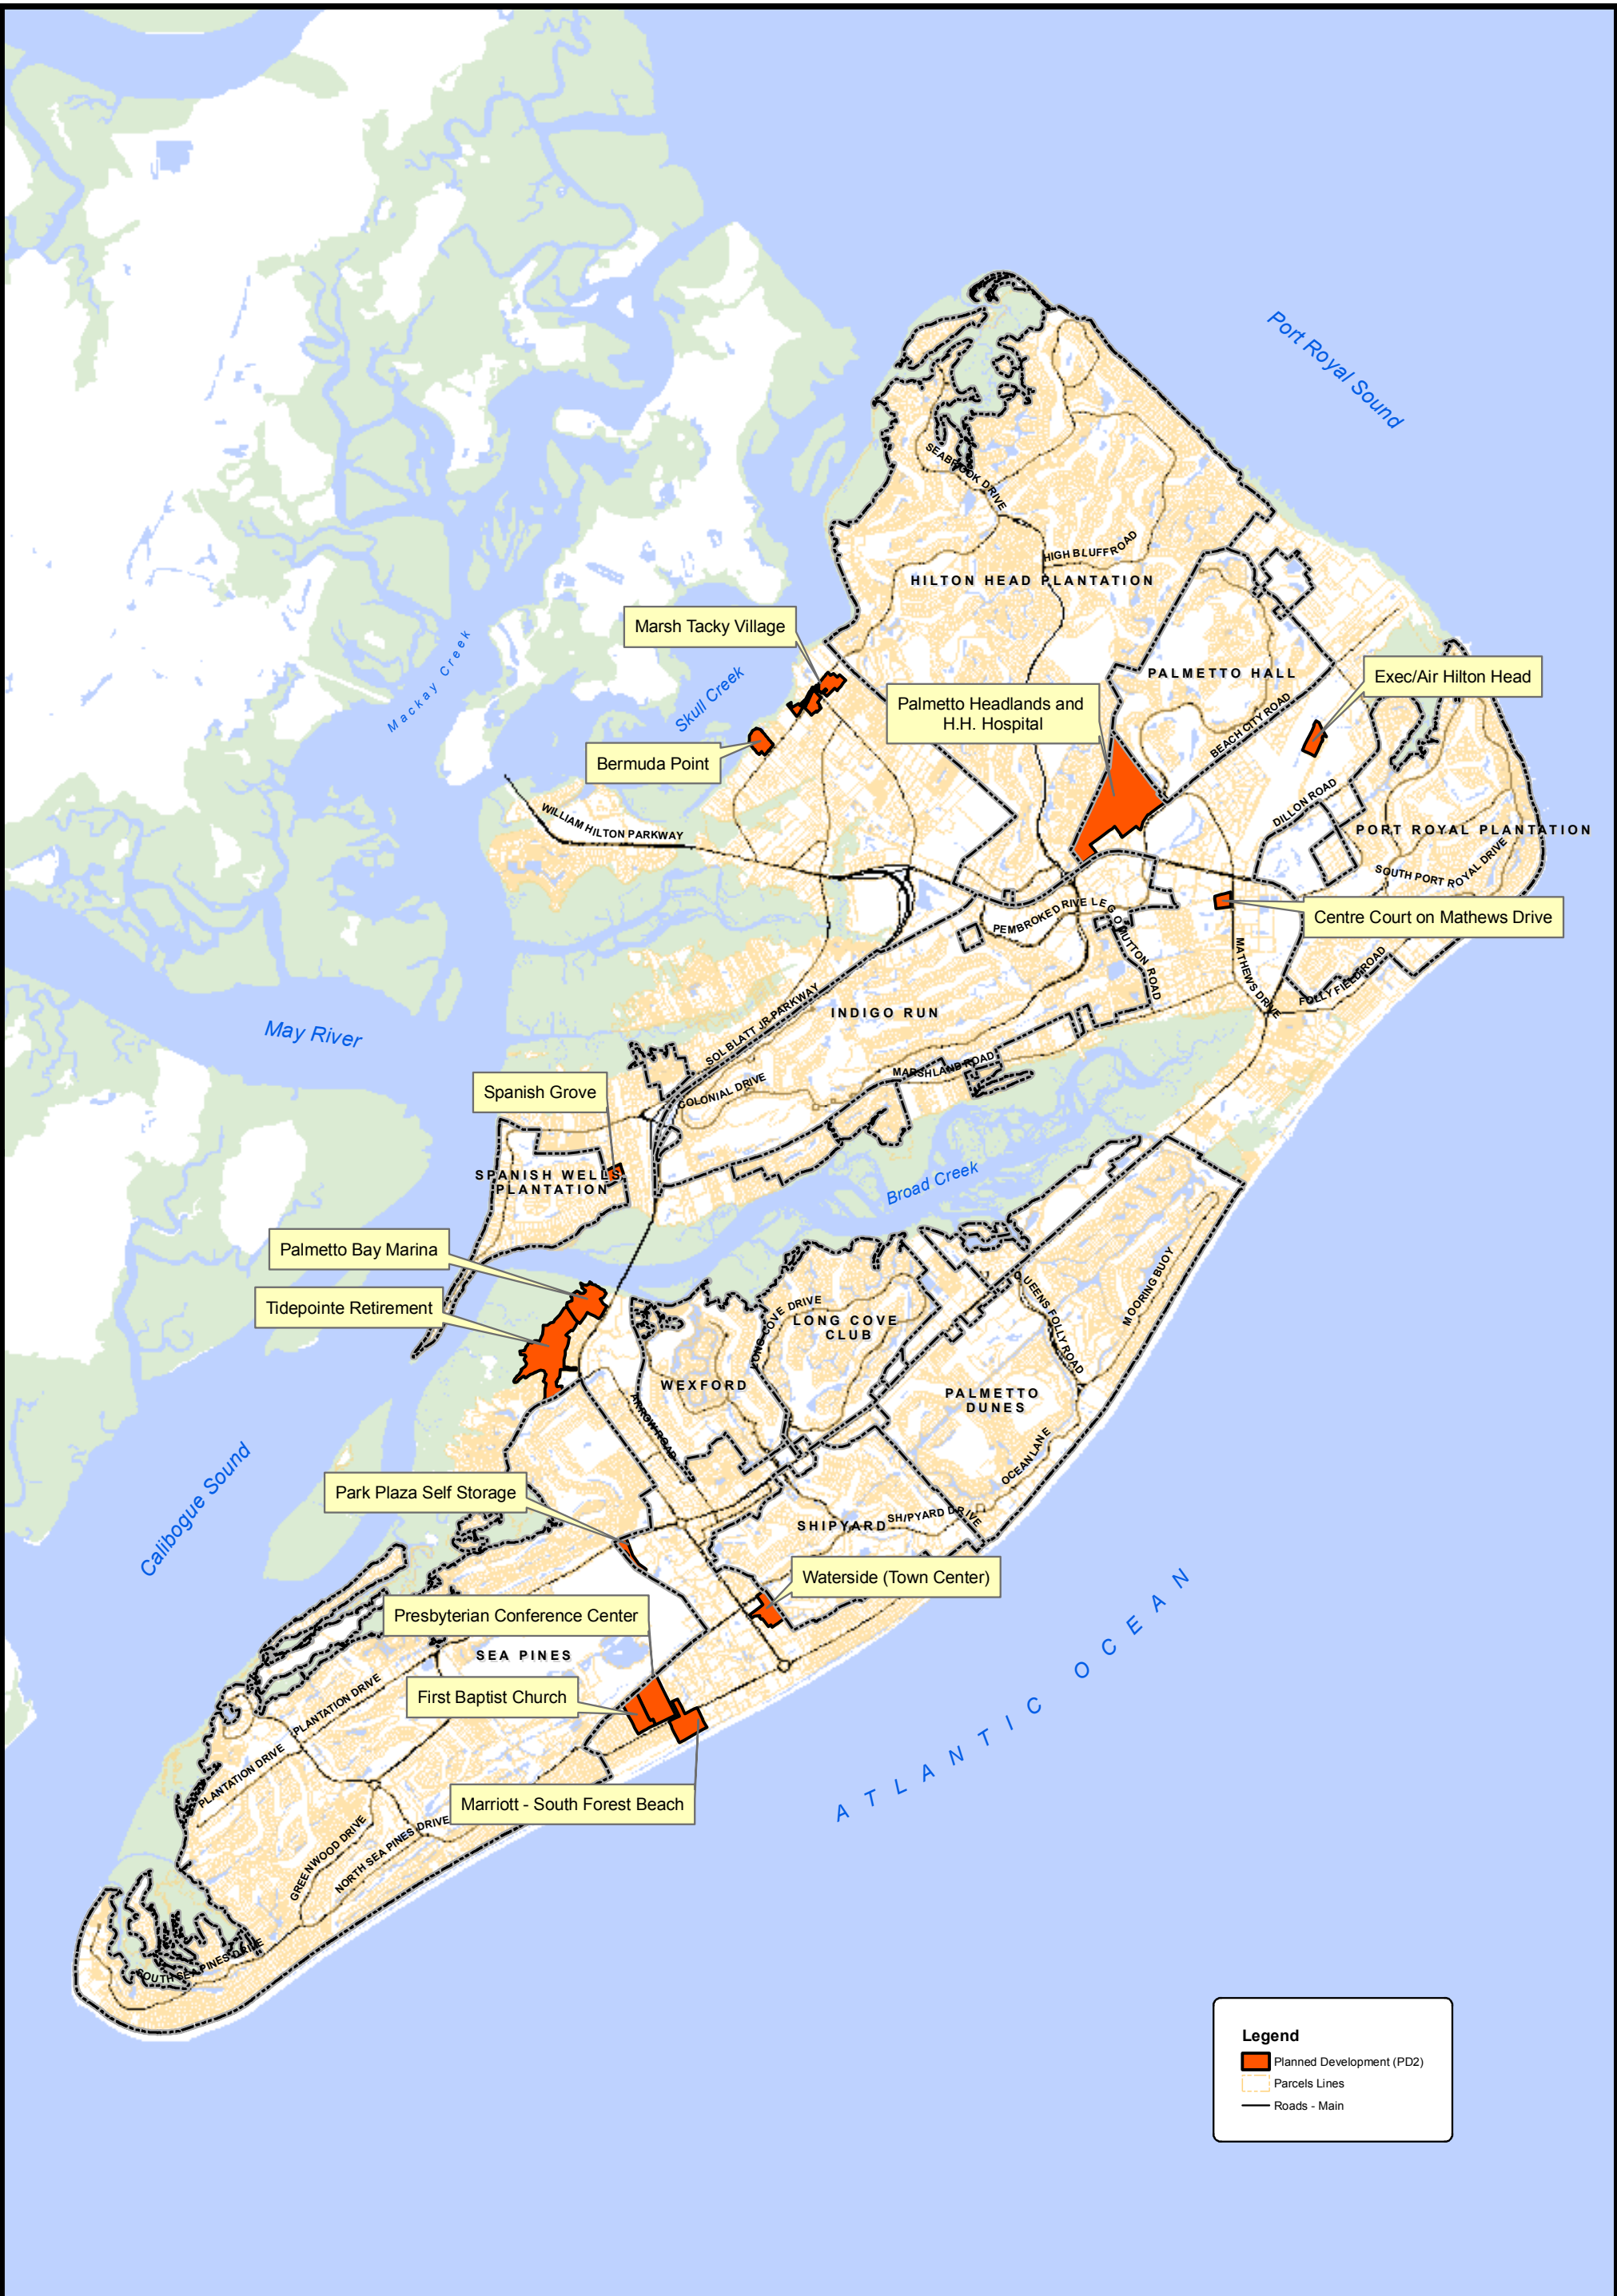 Port Royal Sound
SEABROOK DRIVE
HIGH BLUFF ROAD
HILTON HEAD PLANTATION
Marsh Tacky Village
Mackay Creek
Skull Creek
PALMETTO HALL
Exec/Air Hilton Head
Palmetto Headlands and
H.H. Hospital
BEACH CITY ROAD
Bermuda Point
WILLIAM HILTON PARKWAY
DILLON ROAD
PORT ROYAL PLANTATION
SOUTH PORT ROYAL DRIVE
Centre Court on Mathews Drive
PEMBROKE DRIVE
LEG O MUTTON ROAD
MATHEWS DRIVE
FOLLY FIELD ROAD
May River
SOL BLATT JR PARKWAY
INDIGO RUN
MARSHLAND ROAD
COLONIAL DRIVE
Spanish Grove
SPANISH WELLS
PLANTATION
Broad Creek
Palmetto Bay Marina
Tidepointe Retirement
QUEENS FOLLY ROAD
MOORING BUOY
LONG COVE DRIVE
LONG COVE
CLUB
WEXFORD
PALMETTO
DUNES
ARROW ROAD
OCEAN LANE
Calibogue Sound
Park Plaza Self Storage
SHIPYARD
SHIPYARD DRIVE
Waterside (Town Center)
Presbyterian Conference Center
SEA PINES
First Baptist Church
PLANTATION DRIVE
PLANTATION DRIVE
Marriott - South Forest Beach
ATLANTIC OCEAN
GREENWOOD DRIVE
NORTH SEA PINES DRIVE
SOUTH SEA PINES DRIVE
Legend
Planned Development (PD2)
Parcels Lines
Roads - Main